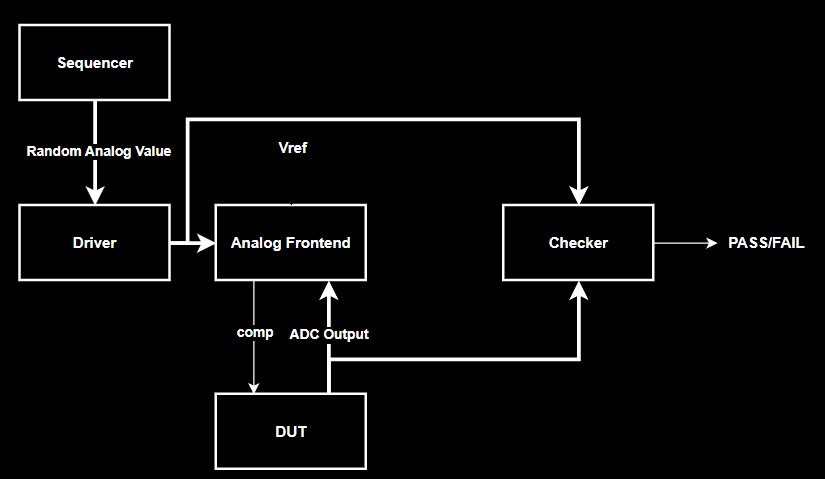 Sequencer
Random Analog Value
Vref
Driver
Analog Frontend
Checker
PASS/FAIL
comp
ADC Output
DUT